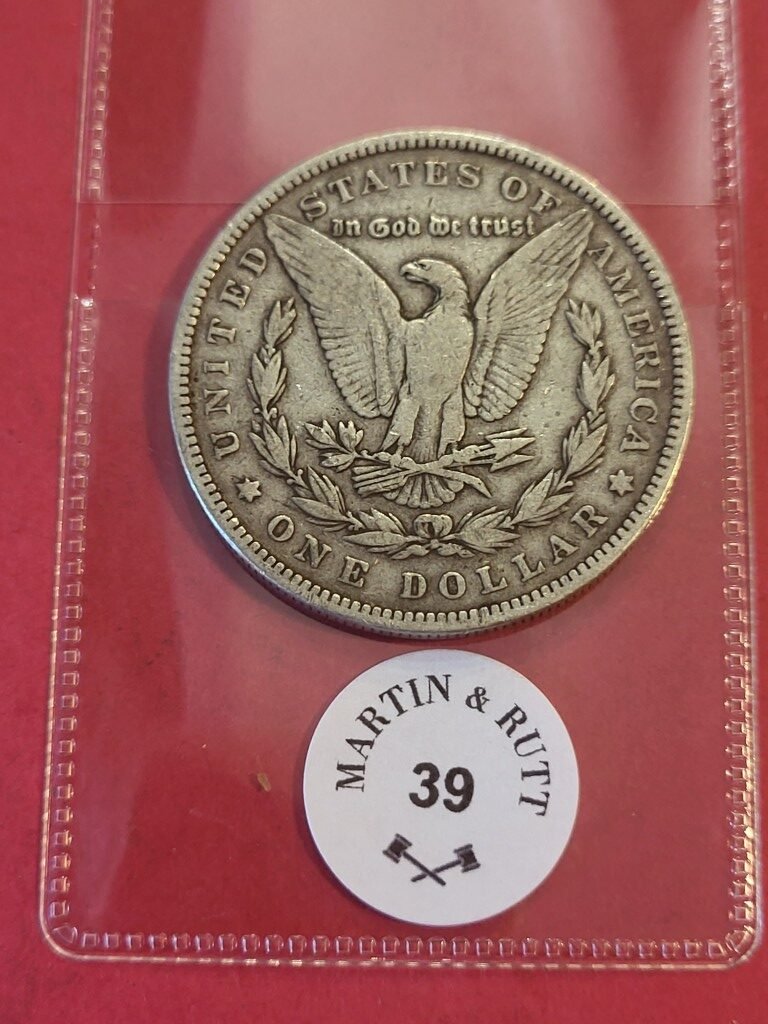 UNITED STATES OF AMERICA
In God we trust
ONE DOLLAR
MARTIN & RUTT
39